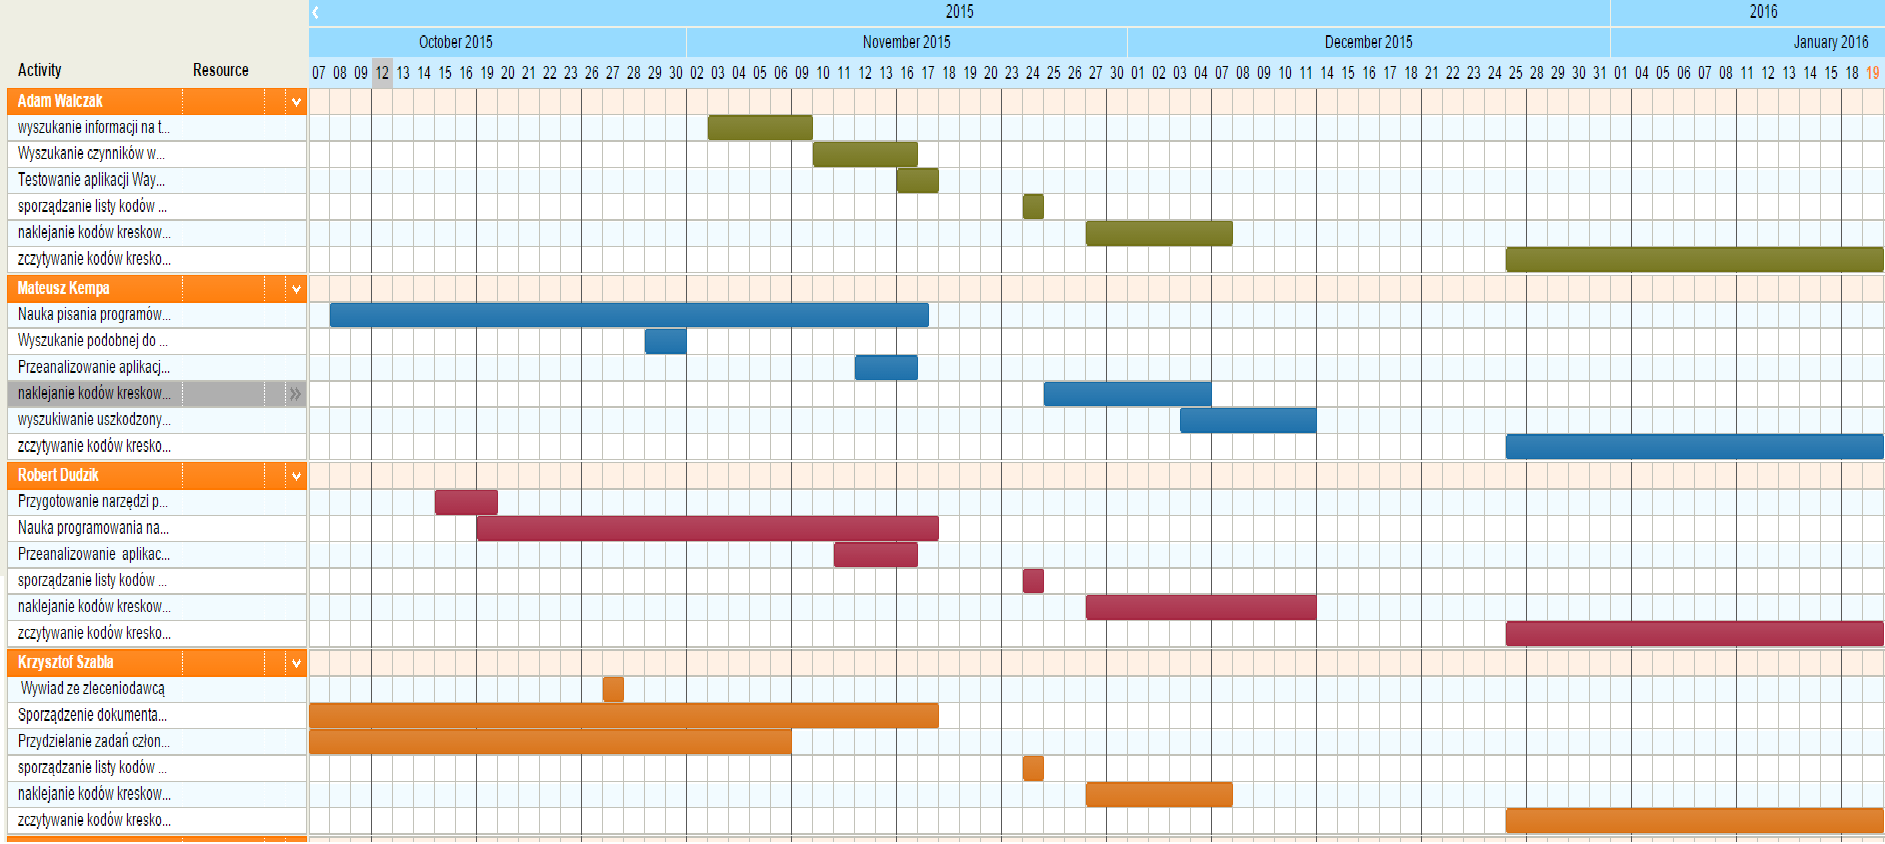 2015 2016
October 2015 November 2015 December 2015 January 2016
Activity Resource 07 08 09 12 13 14 15 16 19 20 21 22 23 26 27 28 29 30 02 03 04 05 06 09 10 11 12 13 16 17 18 19 20 23 24 25 26 27 30 01 02 03 04 07 08 09 10 11 14 15 16 17 18 21 22 23 24 25 28 29 30 31 01 04 05 06 07 08 11 12 13 14 15 18 19
Adam Walczak
wyszukanie informacji na t...
Wyszukanie czynników w...
Testowanie aplikacji Way...
sporządzanie listy kodów ...
naklejanie kodów kreskow...
zczytywanie kodów kresko...
Mateusz Kempa
Nauka pisania programów...
Wyszukanie podobnej do ...
Przeanalizowanie aplikacj...
naklejanie kodów kreskow...
wyszukiwanie uszkodzony...
zczytywanie kodów kresko...
Robert Dudzik
Przygotowanie narzędzi p...
Nauka programowania na...
Przeanalizowanie aplikac...
sporządzanie listy kodów ...
naklejanie kodów kreskow...
zczytywanie kodów kresko...
Krzysztof Szabla
Wywiad ze zleceniodawcą
Sporządzenie dokumenta...
Przydzielanie zadań człon...
sporządzanie listy kodów ...
naklejanie kodów kreskow...
zczytywanie kodów kresko...